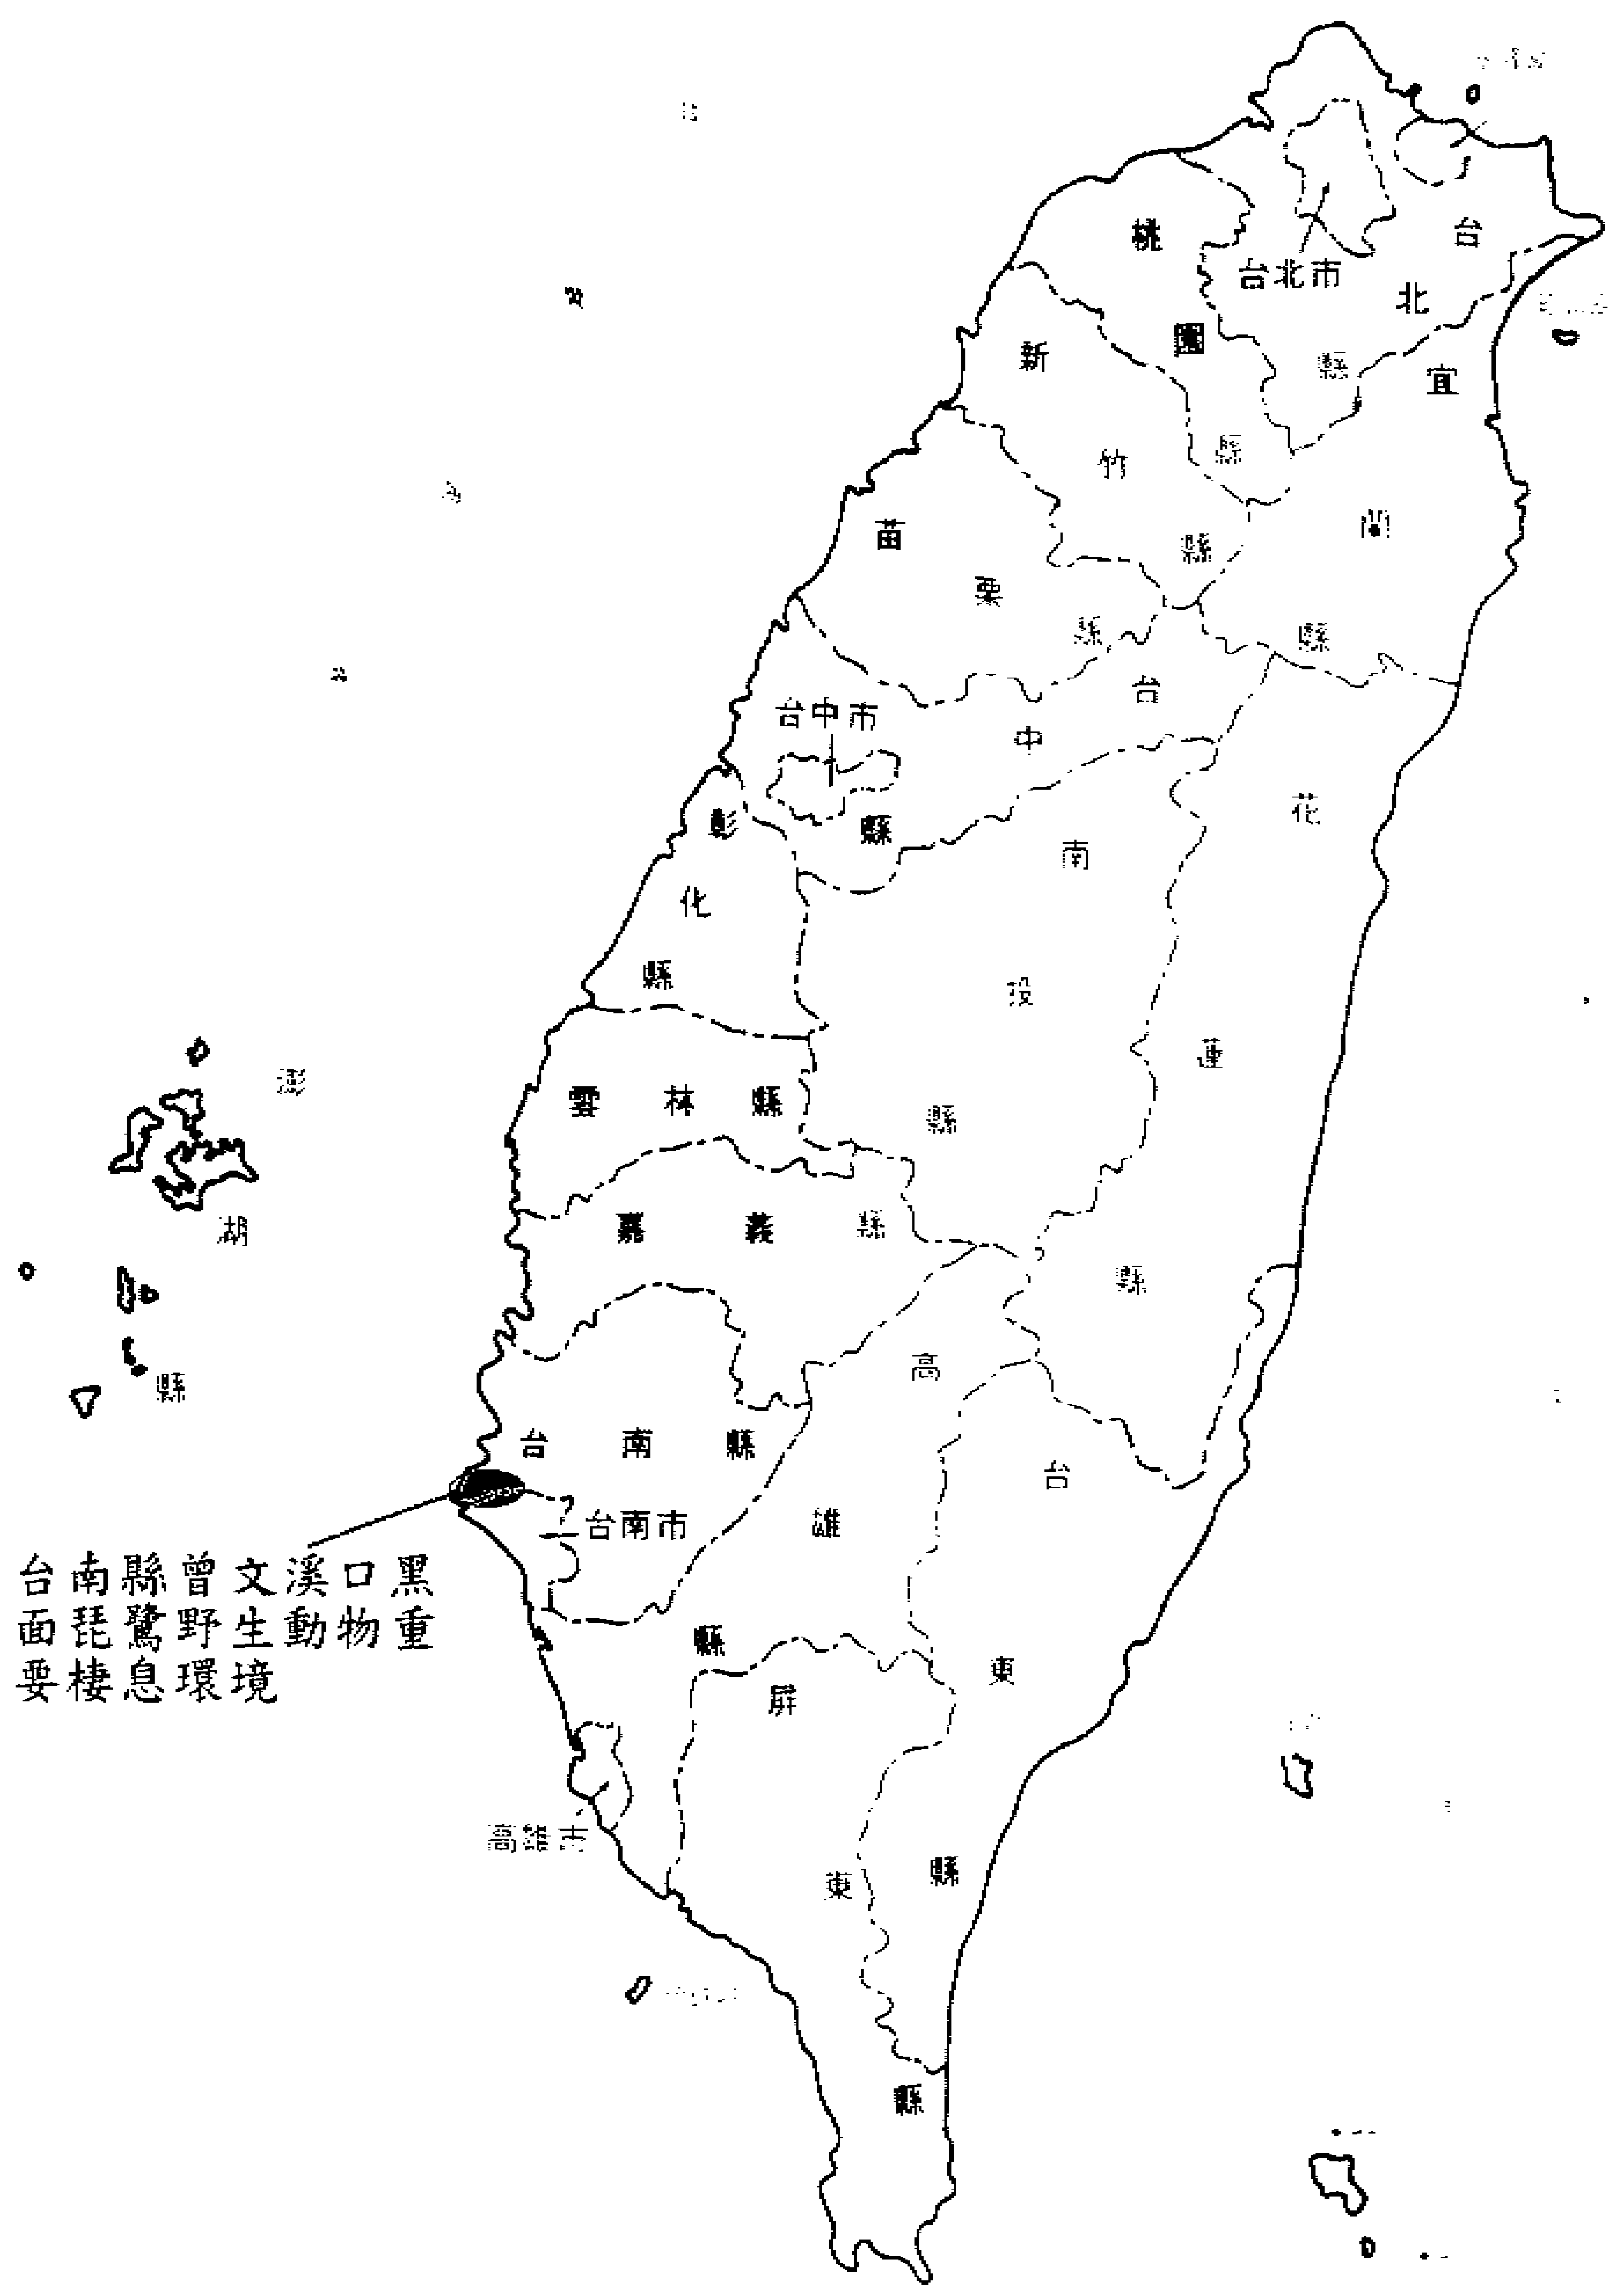 台北市
台北縣
桃園縣
新竹縣
宜蘭縣
苗栗縣
台中市
台中縣
彰化縣
南投縣
花蓮縣
雲林縣
澎湖縣
嘉義縣
台南縣
台南市
高雄縣
台東縣
屏東縣
高雄市
台南縣曾文溪口黑
面琵鷺野生動物重
要棲息環境